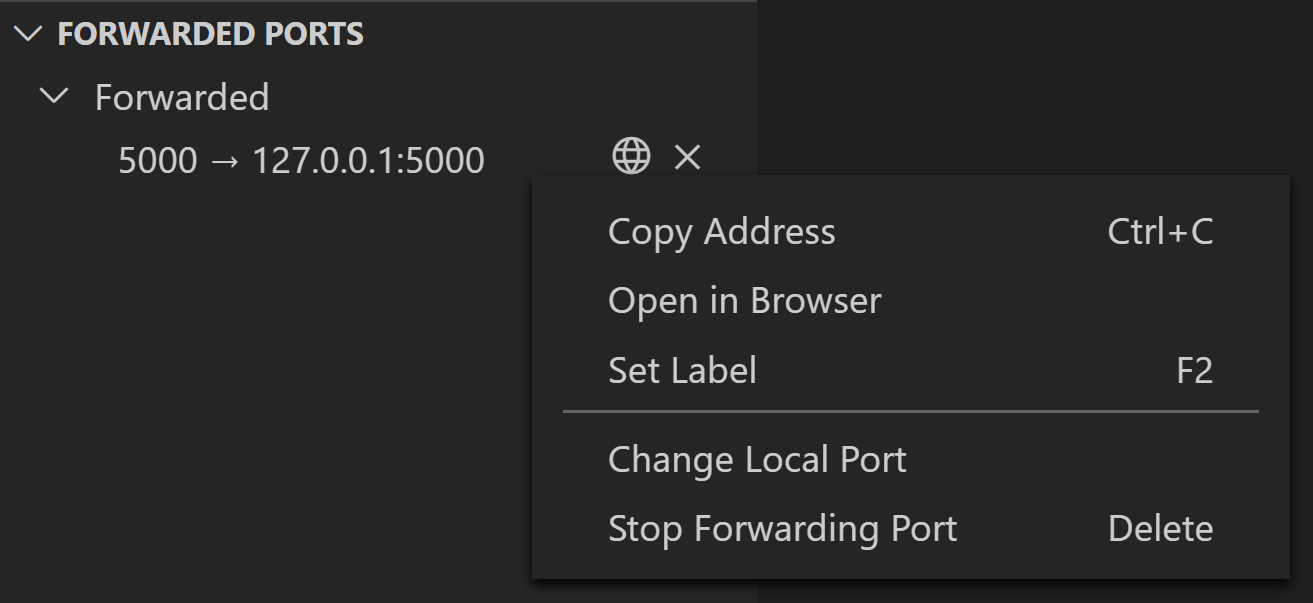 FORWARDED PORTS
Forwarded
5000 → 127.0.0.1:5000
Copy Address Ctrl+C
Open in Browser
Set Label F2
Change Local Port
Stop Forwarding Port Delete